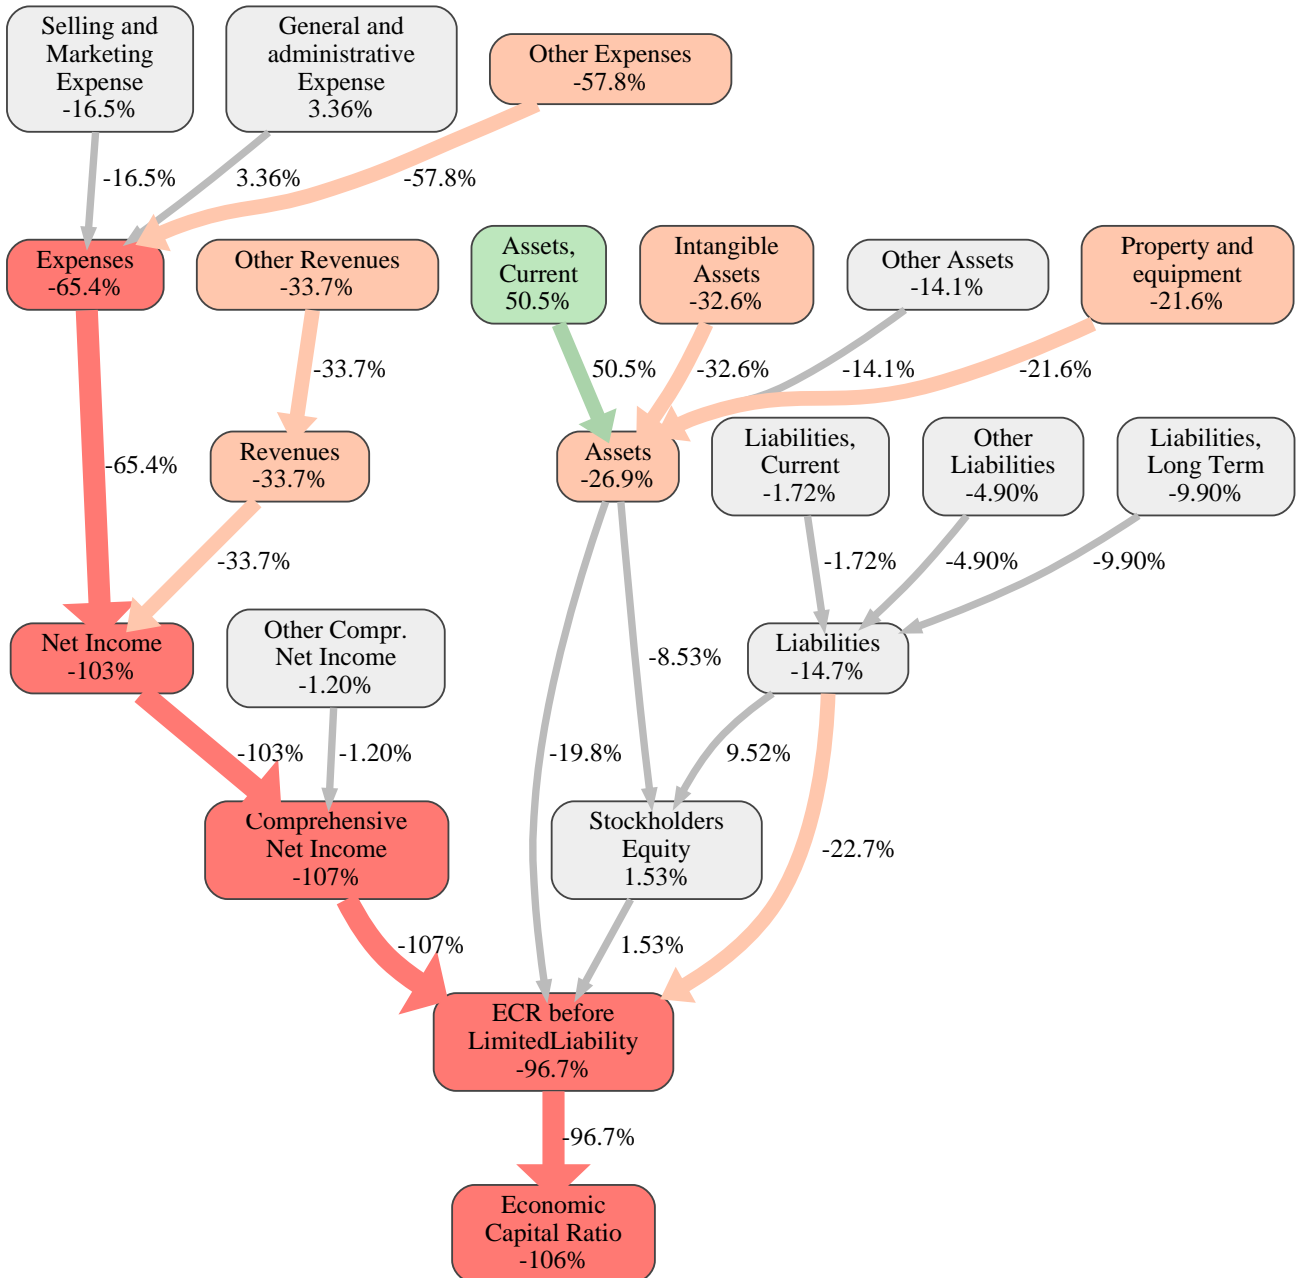 Selling and
Marketing
Expense
-16.5%
General and
administrative
Expense
3.36%
Other Expenses
-57.8%
-16.5%
3.36%
-57.8%
Expenses
-65.4%
Other Revenues
-33.7%
Assets,
Current
50.5%
Intangible
Assets
-32.6%
Other Assets
-14.1%
Property and
equipment
-21.6%
-33.7%
50.5%
-32.6%
-14.1%
-21.6%
-65.4%
Revenues
-33.7%
Assets
-26.9%
Liabilities,
Current
-1.72%
Other
Liabilities
-4.90%
Liabilities,
Long Term
-9.90%
-33.7%
-1.72%
-4.90%
-9.90%
Net Income
-103%
Other Compr.
Net Income
-1.20%
-8.53%
Liabilities
-14.7%
-103%
-1.20%
-19.8%
9.52%
Comprehensive
Net Income
-107%
Stockholders
Equity
1.53%
-22.7%
-107%
1.53%
ECR before
LimitedLiability
-96.7%
-96.7%
Economic
Capital Ratio
-106%